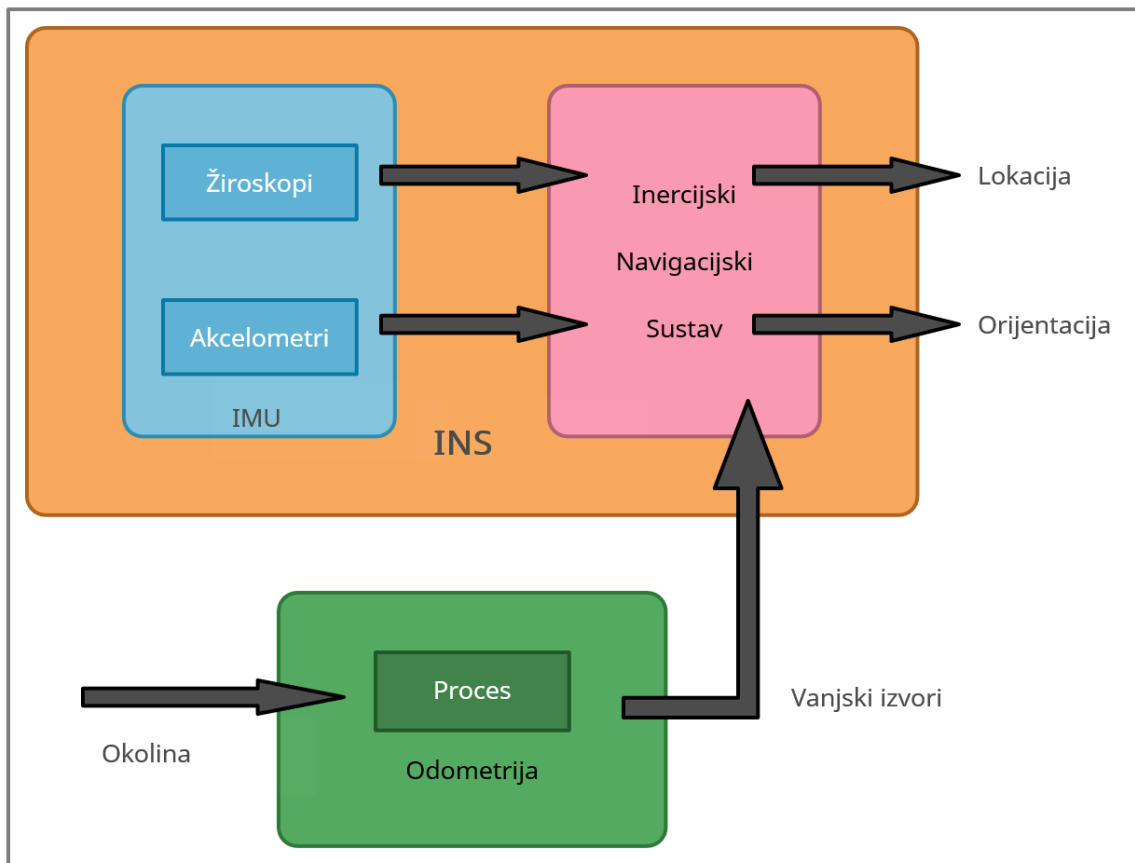 Žiroskopi
Akcelometri
IMU
INS
Inercijski
Navigacijski
Sustav
Lokacija
Orijentacija
Okolina
Proces
Odometrija
Vanjski izvori